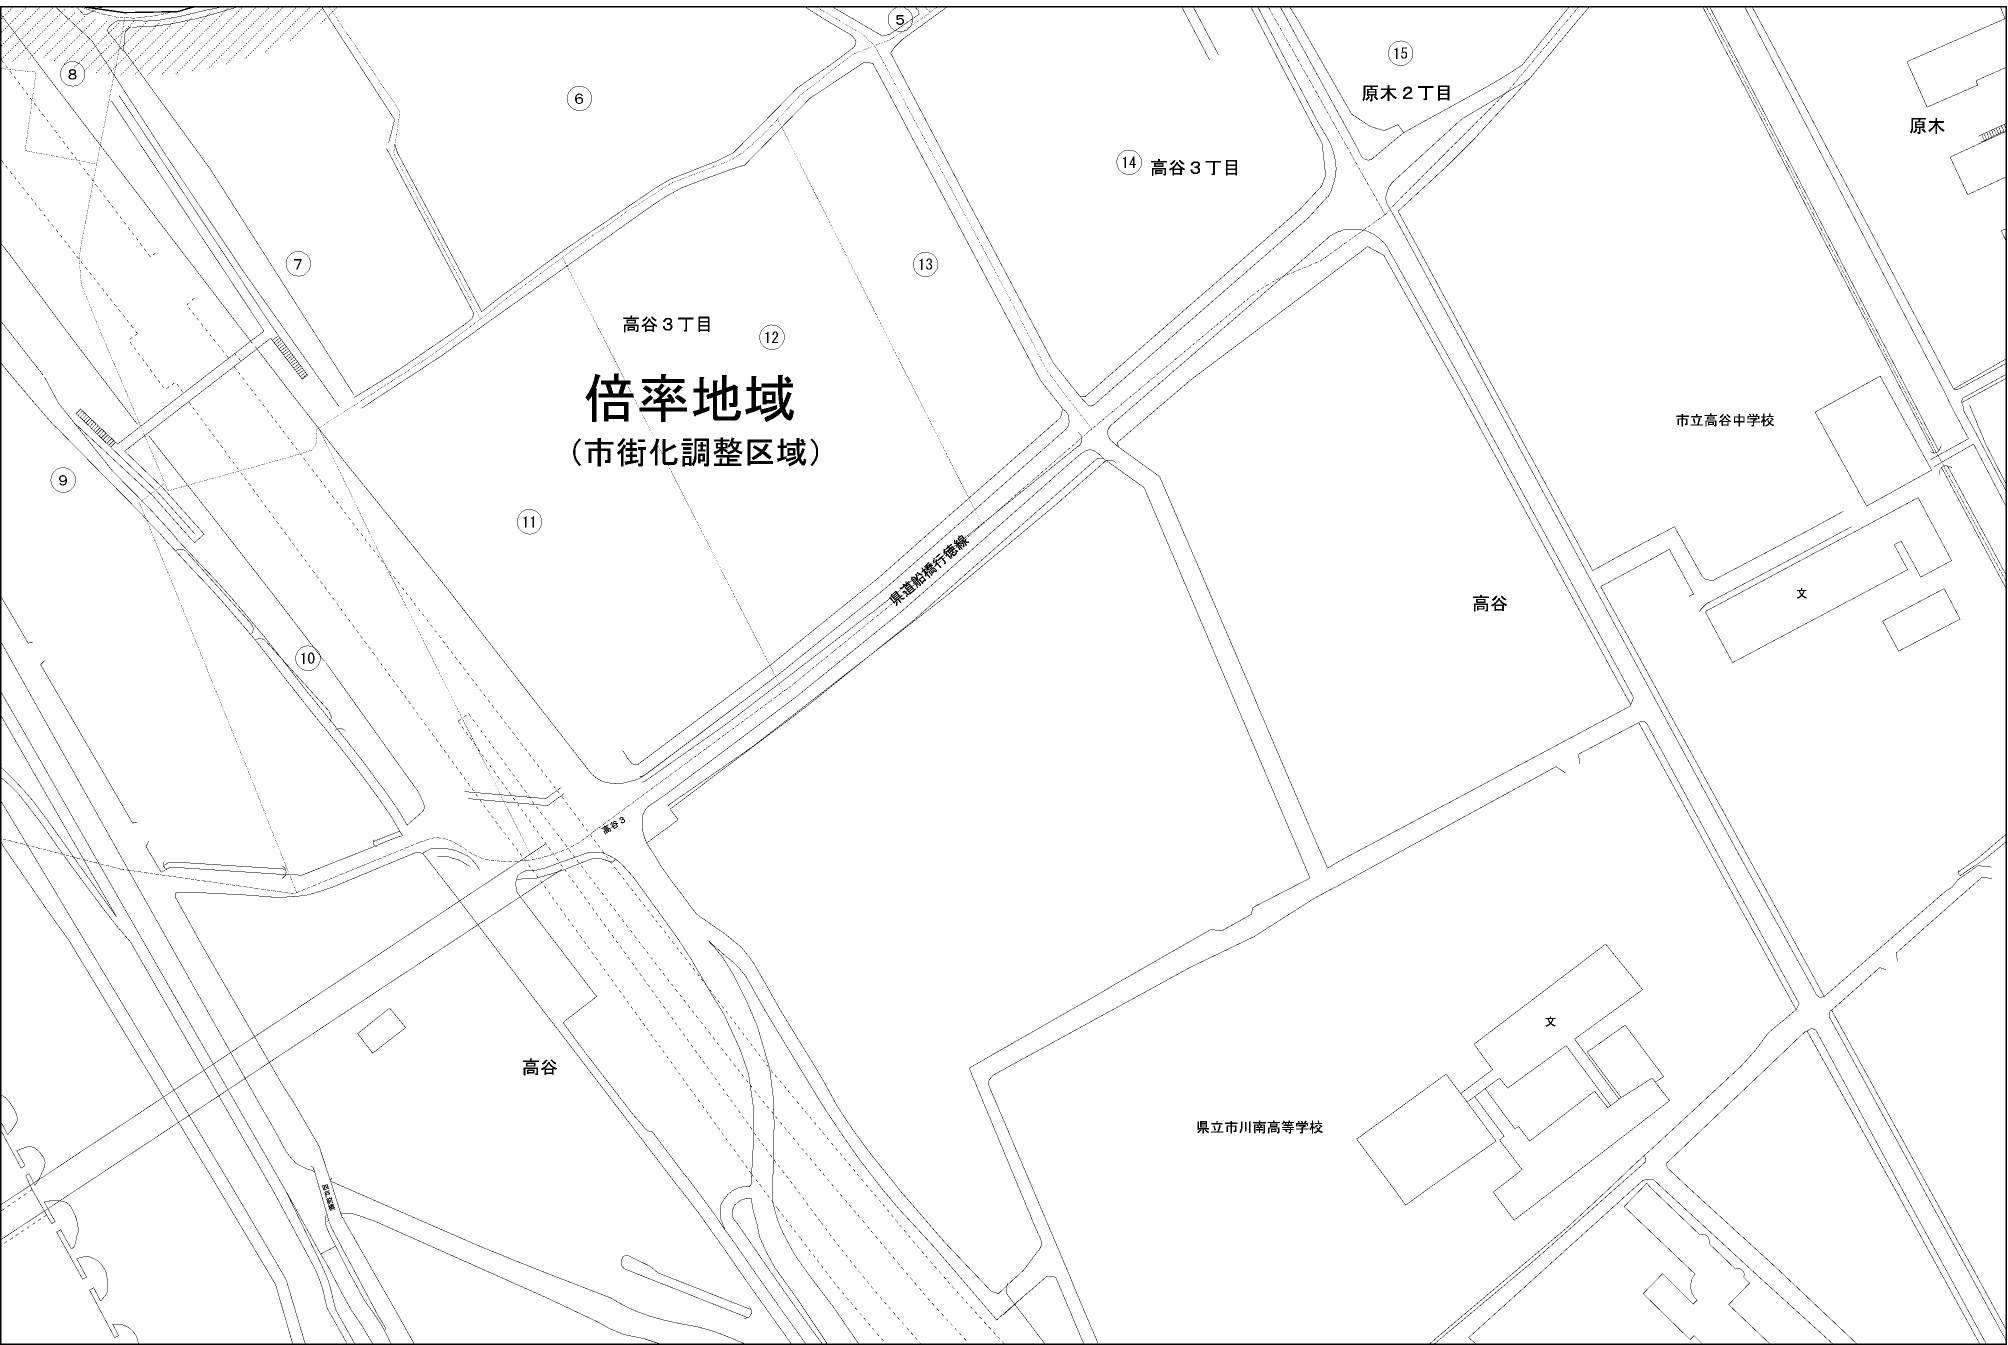 ⑤
⑧
⑥
⑮
原木２丁目
原木
⑭
高谷３丁目
⑦
⑬
高谷３丁目
⑫
倍率地域
（市街化調整区域）
市立高谷中学校
⑨
⑪
県道船橋行徳線
高谷
文
⑩
高谷３
文
高谷
県立市川南高等学校